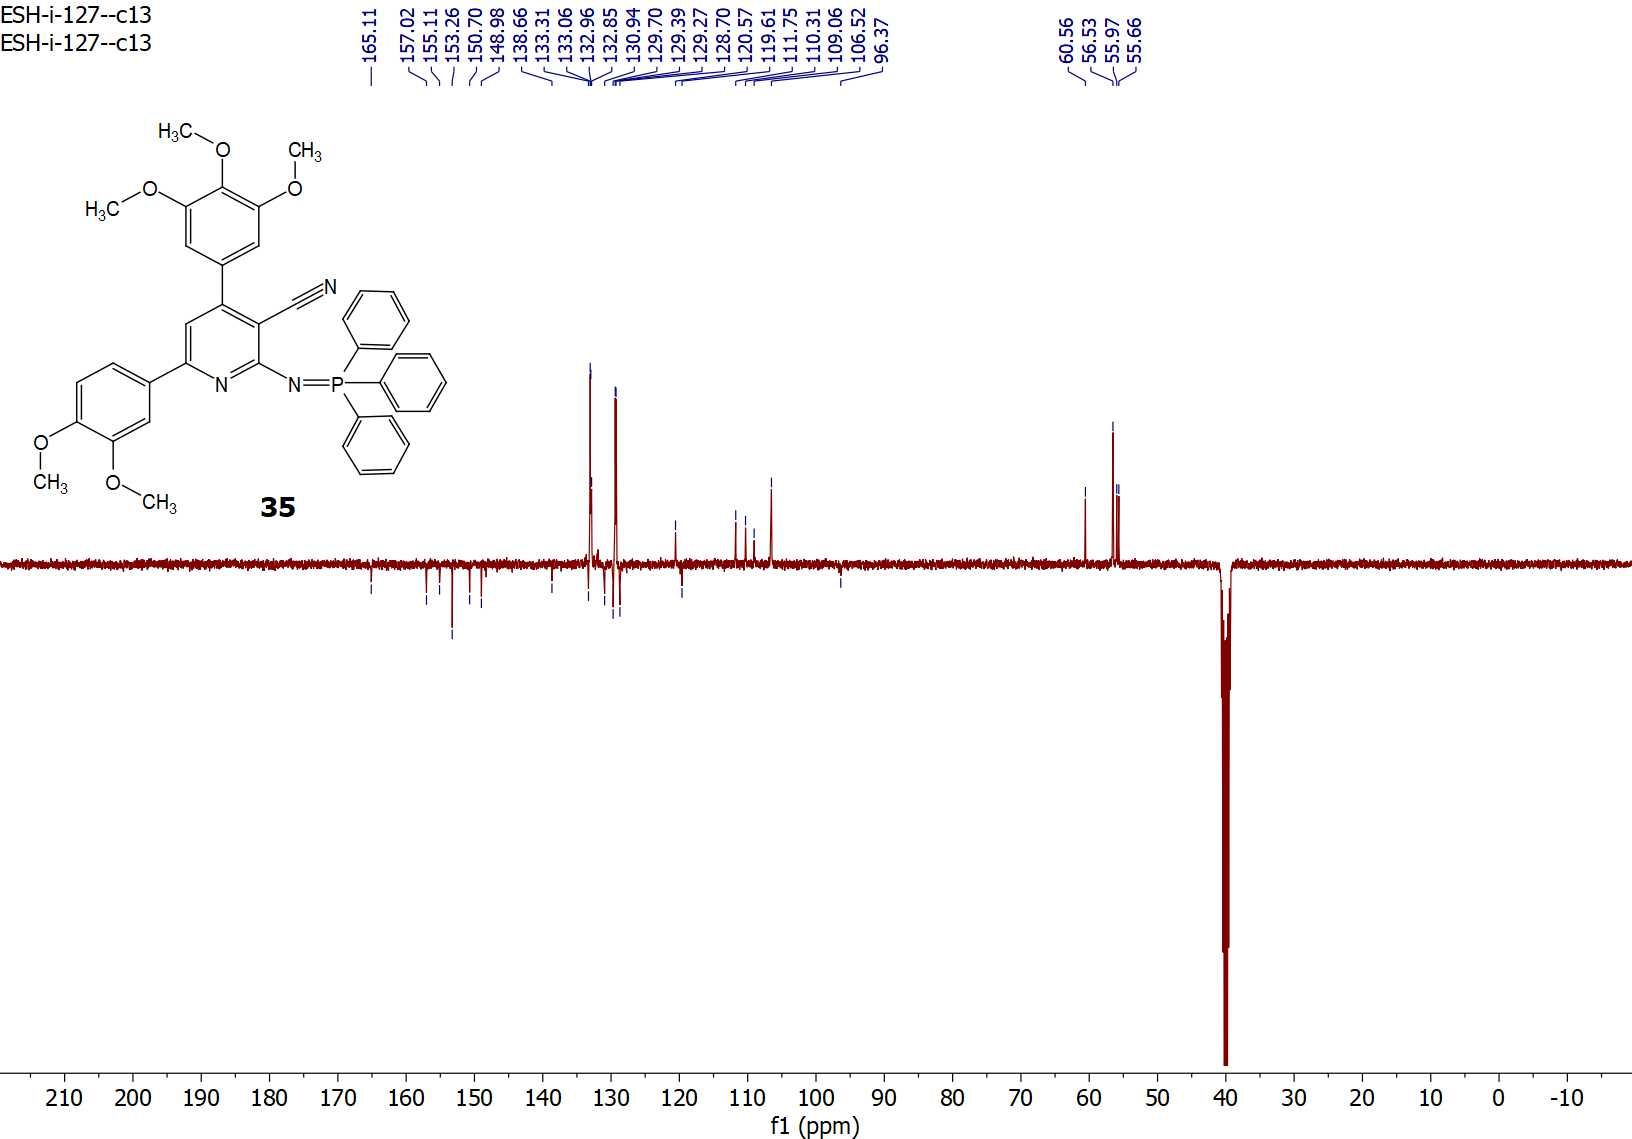 ESH-i-127--c13
ESH-i-127--c13
165.11
157.02
155.11
153.26
150.70
148.98
138.66
133.31
133.06
132.96
132.85
130.94
129.70
129.39
129.27
128.70
120.57
119.61
111.75
110.31
109.06
106.52
96.37
60.56
56.53
55.97
55.66
H3C
O
CH3
O
O
H3C
N
N
N
P
O
CH3
O
CH3
35
210 200 190 180 170 160 150 140 130 120 110 100 90 80 70 60 50 40 30 20 10 0 -10
f1 (ppm)